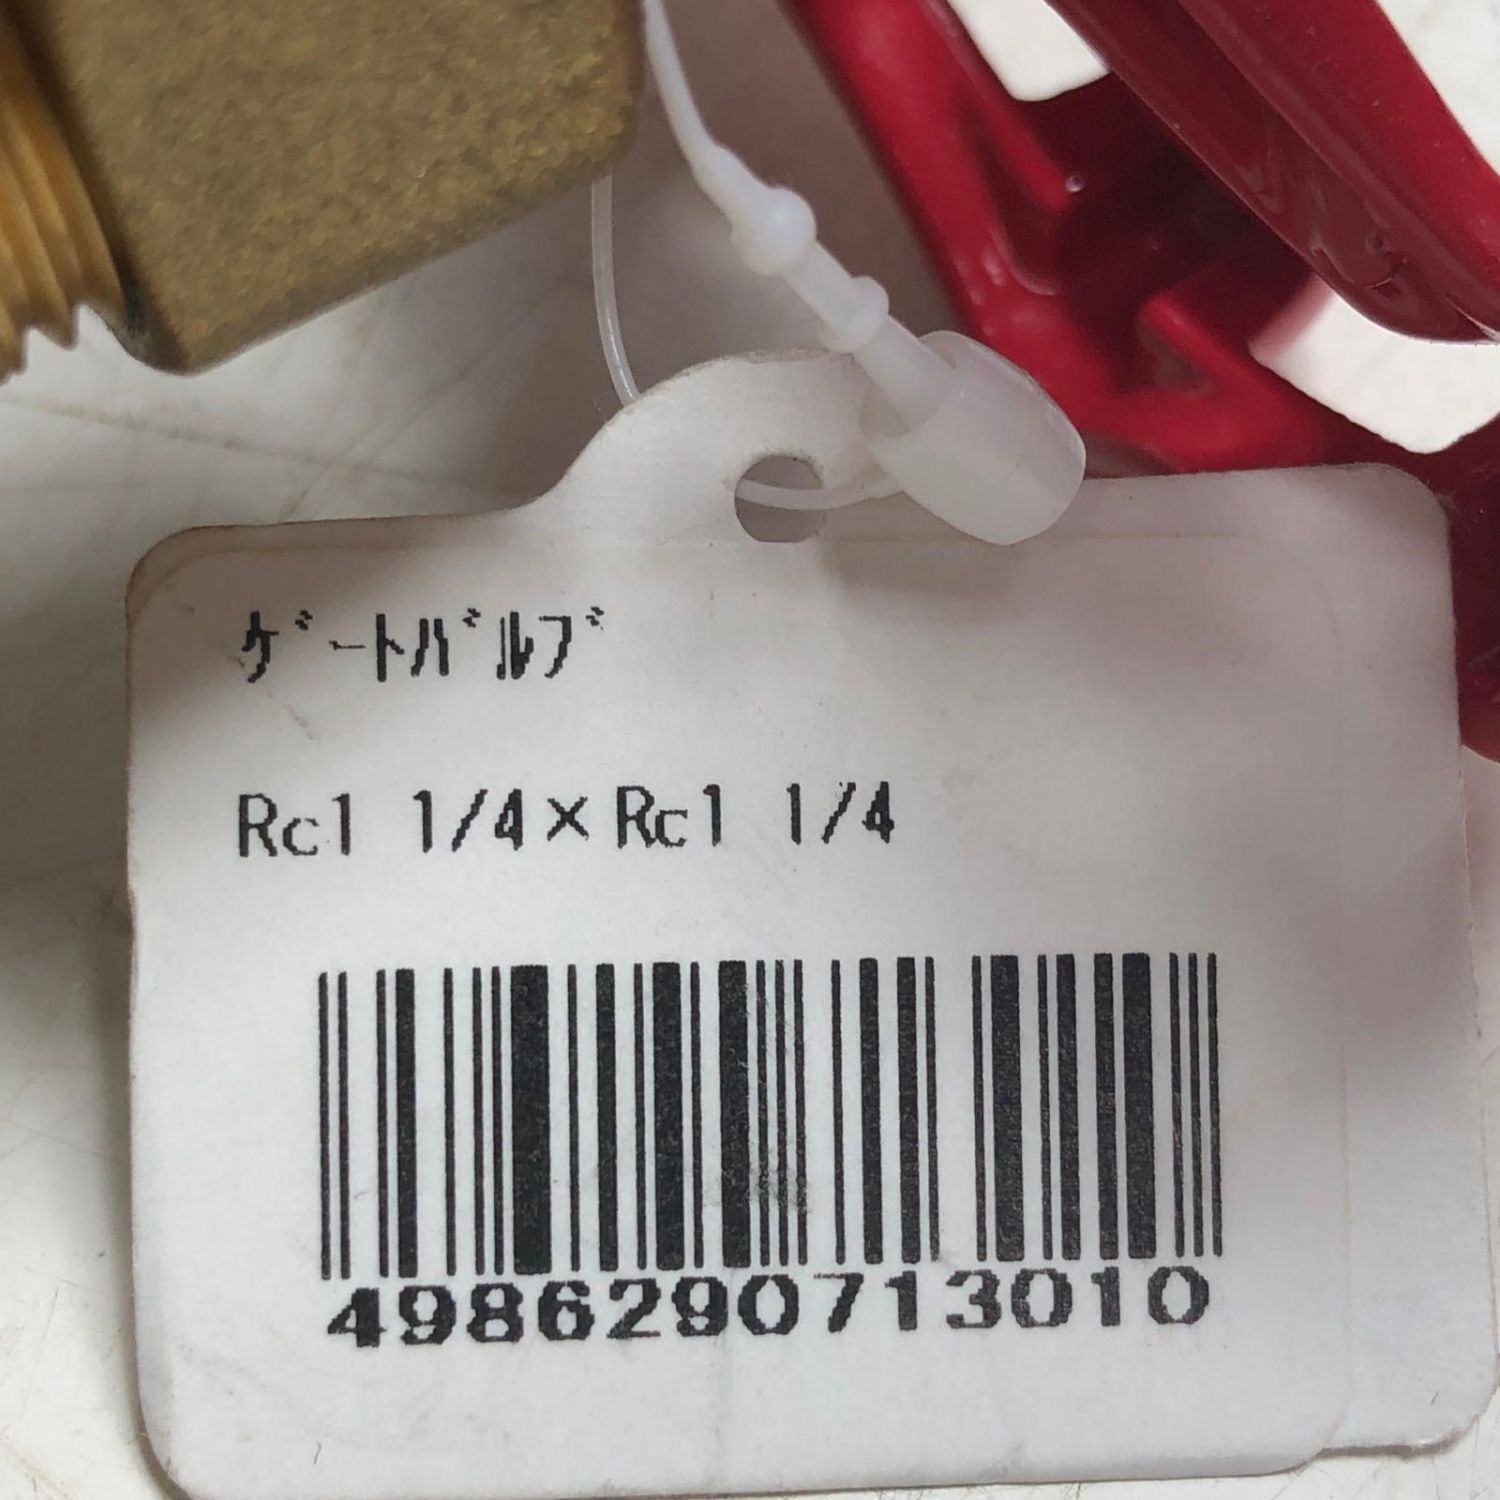 ｹﾞｰﾄﾊﾞﾙﾌﾞ
Rc1 1/4×Rc1 1/4
4986290713010